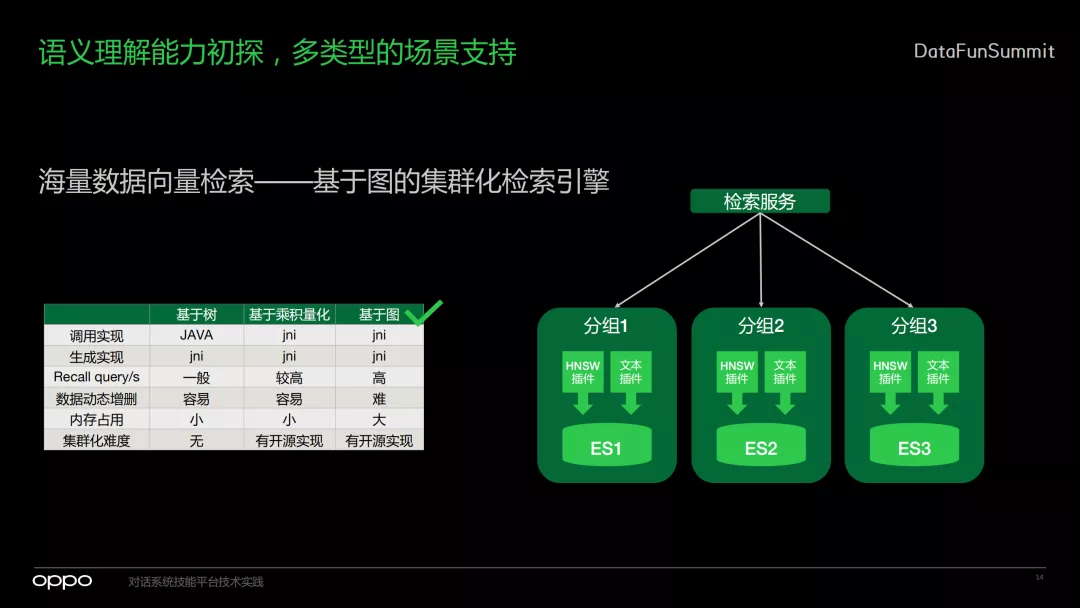 语义理解能力初探，多类型的场景支持
DataFunSummit
海量数据向量检索——基于图的集群化检索引擎
基于树 基于乘积量化 基于图
调用实现 JAVA jni jni
生成实现 jni jni jni
Recall query/s 一般 较高 高
数据动态增删 容易 容易 难
内存占用 小 小 大
集群化难度 无 有开源实现 有开源实现
检索服务
分组1 分组2 分组3
HNSW 文本 HNSW 文本 HNSW 文本
插件 插件 插件 插件 插件 插件
ES1 ES2 ES3
oppo 对话系统技能平台技术实践 14